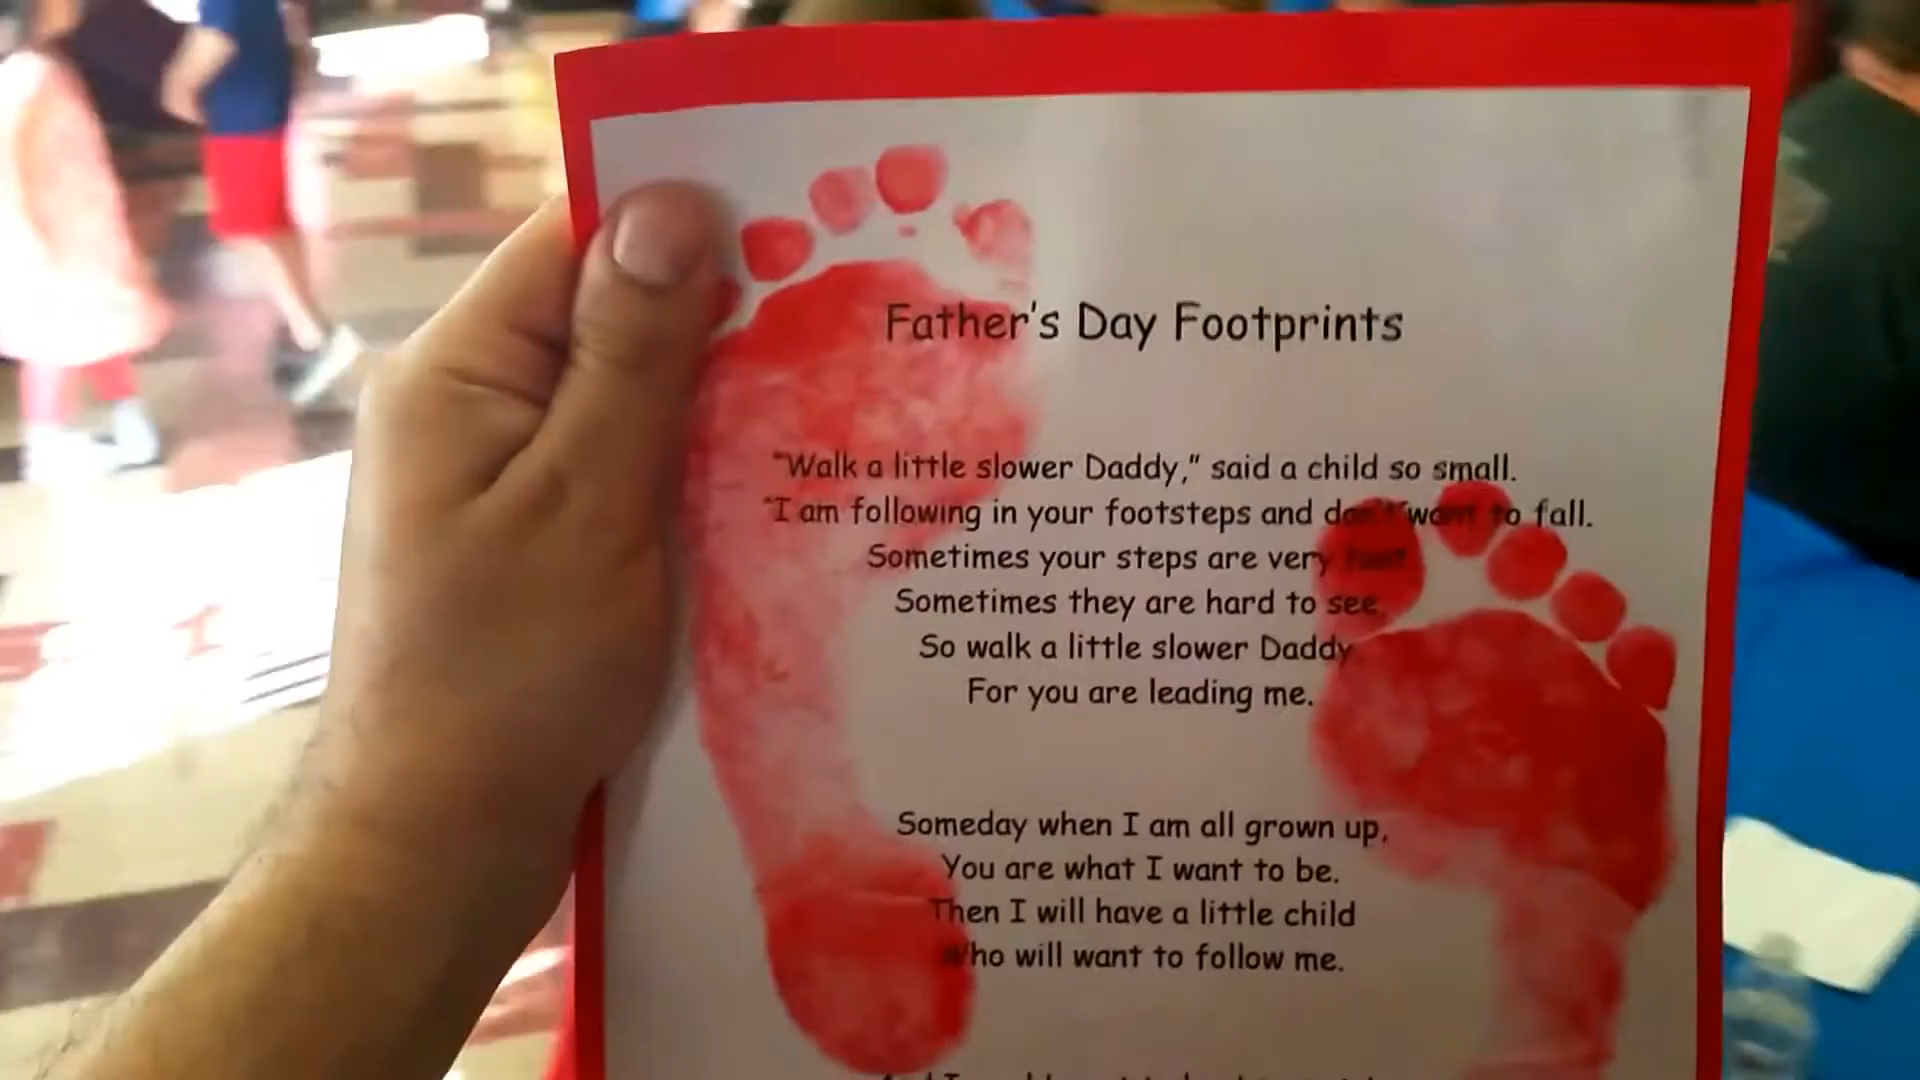 Father's Day Footprints
"Walk a little slower Daddy," said a child so small.
"I am following in your footsteps and don't want to fall.
Sometimes your steps are very fast
Sometimes they are hard to see,
So walk a little slower Daddy
For you are leading me.
Someday when I am all grown up,
You are what I want to be.
Then I will have a little child
Who will want to follow me.